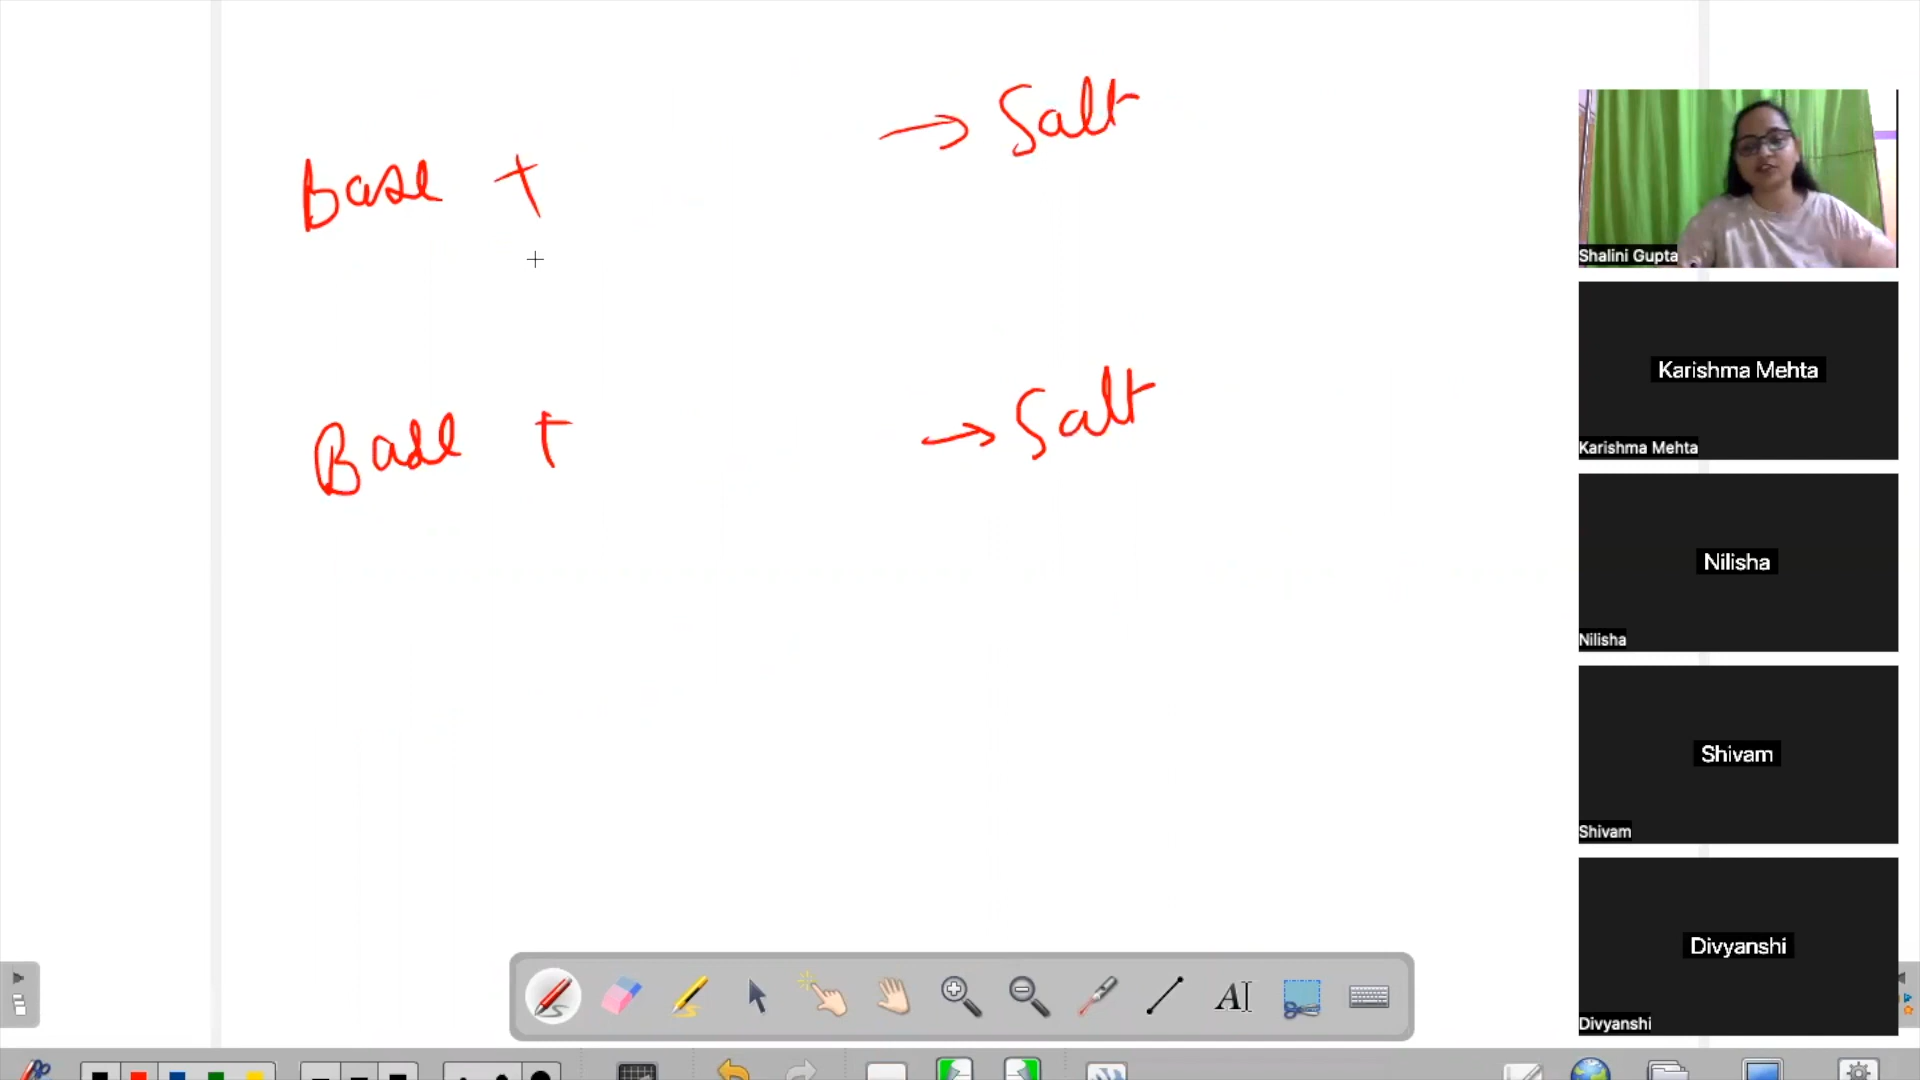 Base + → Salt
Base + → Salt
Shalini Gupta
Karishma Mehta
Karishma Mehta
Nilisha
Nilisha
Shivam
Shivam
Divyanshi
Divyanshi
A